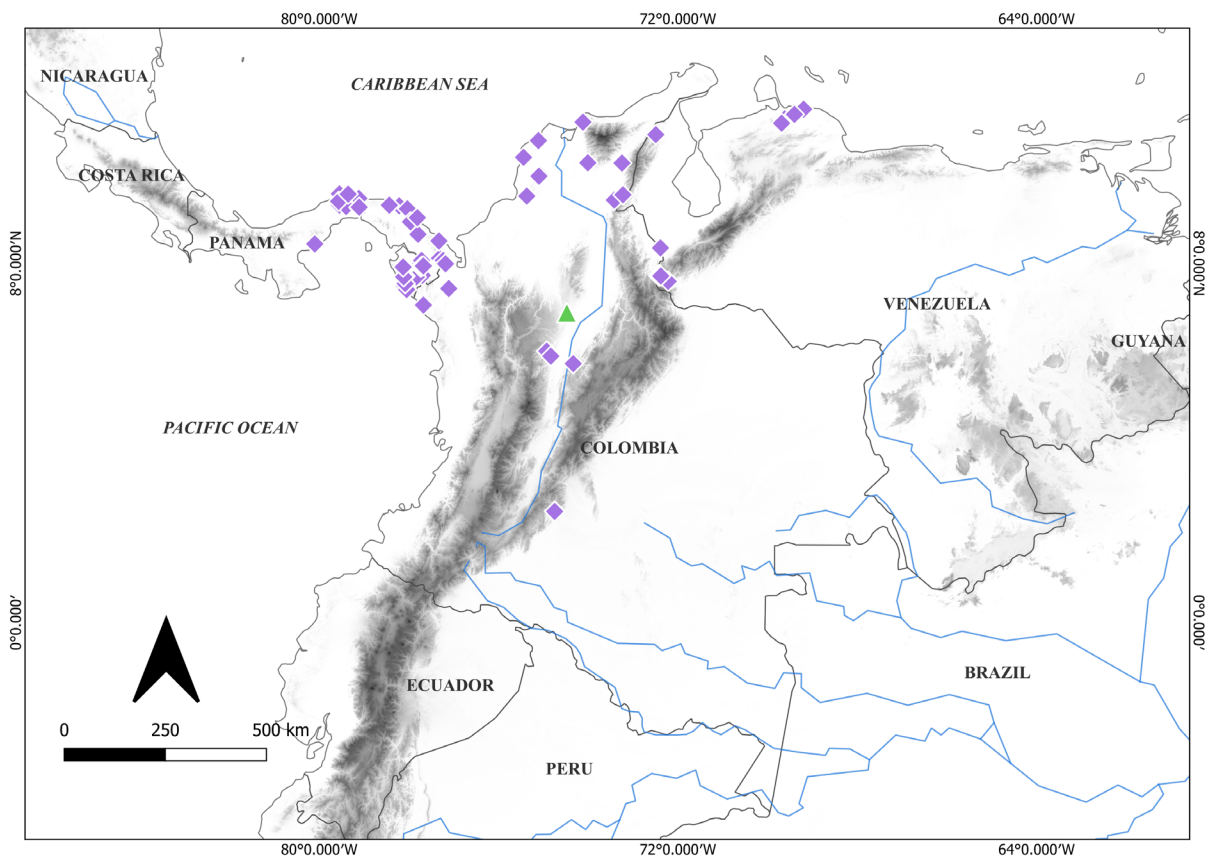 80°0.000'W 72°0.000'W 64°0.000'W
NICARAGUA
CARIBBEAN SEA
COSTA RICA
PANAMA
8°0.000'N
8°0.000'N
VENEZUELA
GUYANA
PACIFIC OCEAN
COLOMBIA
0°0.000'
0°0.000'
BRAZIL
ECUADOR
0 250 500 km
PERU
80°0.000'W 72°0.000'W 64°0.000'W